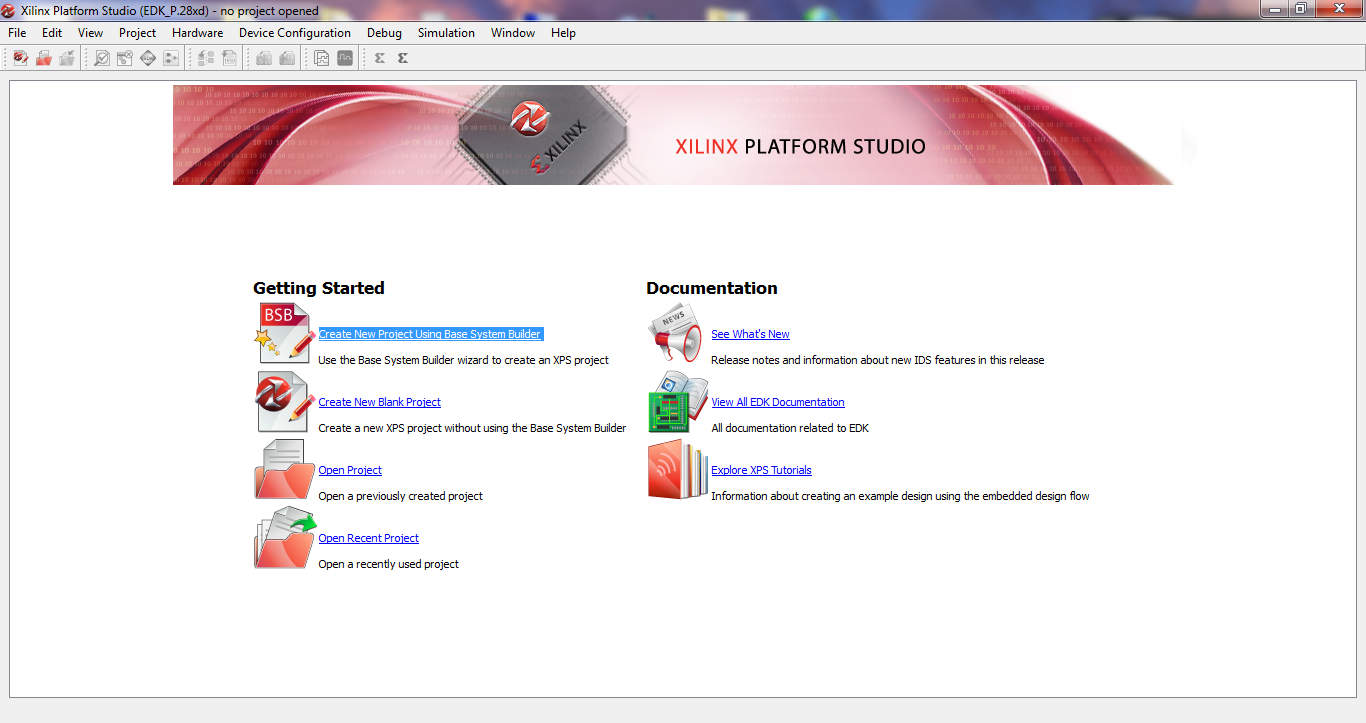 Xilinx Platform Studio (EDK_P.28xd) - no project opened
File Edit View Project Hardware Device Configuration Debug Simulation Window Help
XILINX
XILINX PLATFORM STUDIO
Getting Started
BSB
Create New Project Using Base System Builder
Use the Base System Builder wizard to create an XPS project
Create New Blank Project
Create a new XPS project without using the Base System Builder
Open Project
Open a previously created project
Open Recent Project
Open a recently used project
Documentation
NEWS
See What's New
Release notes and information about new IDS features in this release
View All EDK Documentation
All documentation related to EDK
Explore XPS Tutorials
Information about creating an example design using the embedded design flow